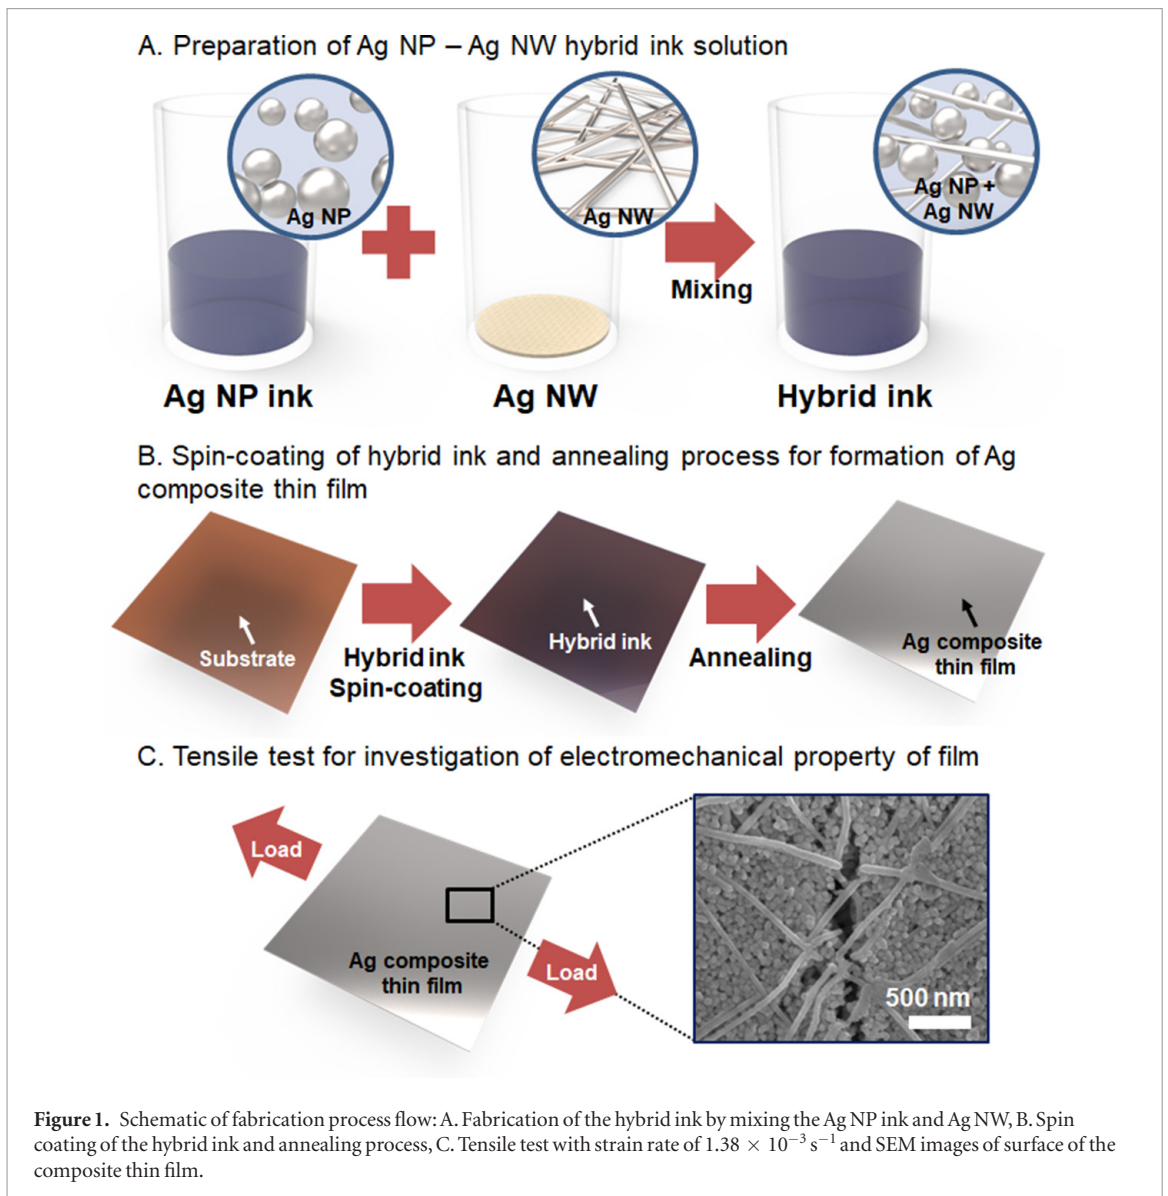 A. Preparation of Ag NP – Ag NW hybrid ink solution
Ag NP
Ag NW
Ag NP +
Ag NW
Mixing
Ag NP ink
Ag NW
Hybrid ink
B. Spin-coating of hybrid ink and annealing process for formation of Ag
composite thin film
Substrate
Hybrid ink
Spin-coating
Hybrid ink
Annealing
Ag composite
thin film
C. Tensile test for investigation of electromechanical property of film
Load
Ag composite
thin film
Load
500 nm
Figure 1. Schematic of fabrication process flow: A. Fabrication of the hybrid ink by mixing the Ag NP ink and Ag NW, B. Spin
coating of the hybrid ink and annealing process, C. Tensile test with strain rate of 1.38 × 10⁻³ s⁻¹ and SEM images of surface of the
composite thin film.